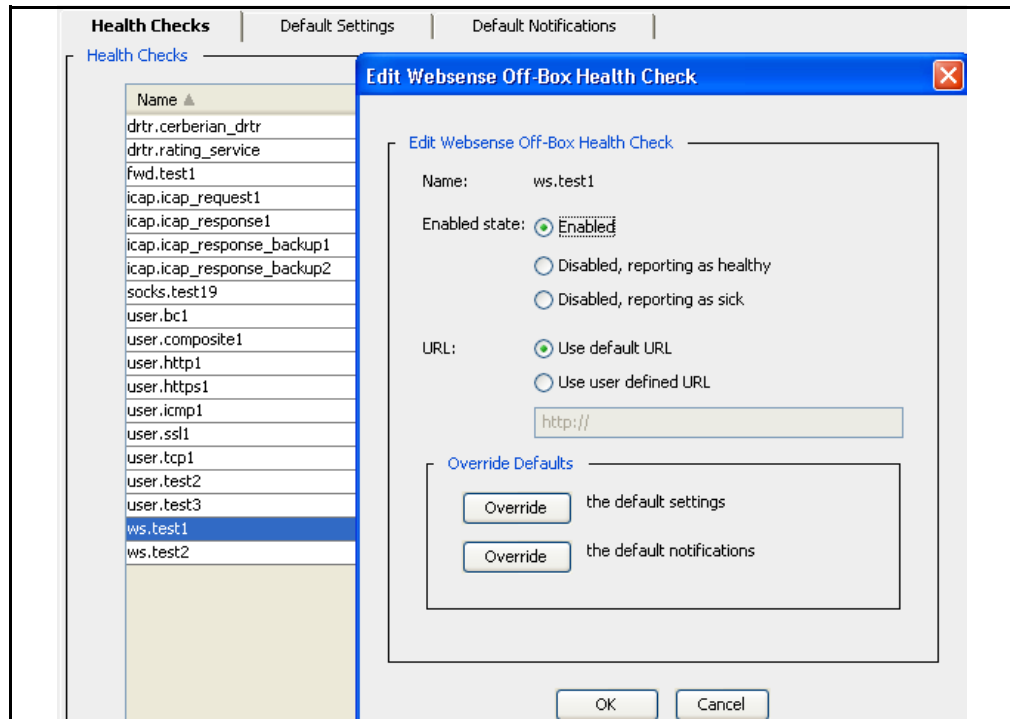 Health Checks
Default Settings
Default Notifications
Health Checks
Name
drtr.cerberian_drtr
drtr.rating_service
fwd.test1
icap.icap_request1
icap.icap_response1
icap.icap_response_backup1
icap.icap_response_backup2
socks.test19
user.bc1
user.composite1
user.http1
user.https1
user.icmp1
user.ssl1
user.tcp1
user.test2
user.test3
ws.test1
ws.test2
Edit Websense Off-Box Health Check
Edit Websense Off-Box Health Check
Name: ws.test1
Enabled state: Enabled
Disabled, reporting as healthy
Disabled, reporting as sick
URL: Use default URL
Use user defined URL
http://
Override Defaults
Override the default settings
Override the default notifications
OK Cancel